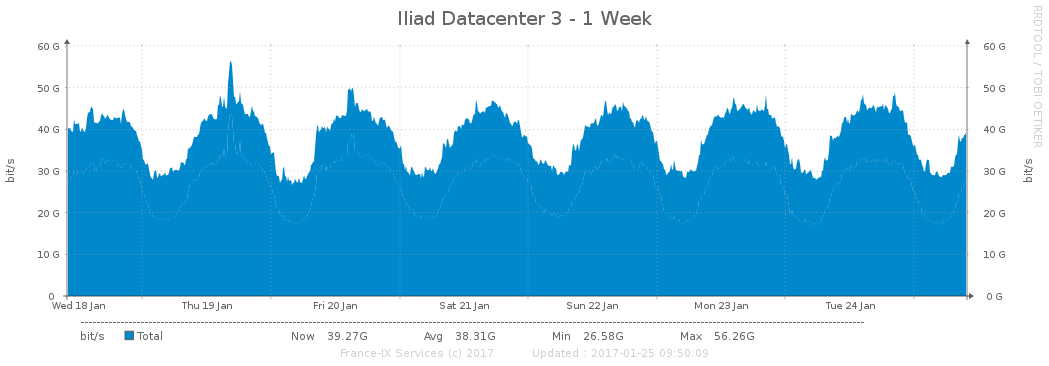 Iliad Datacenter 3 - 1 Week
RRDTOOL / TOBI OETIKER
60 G 60 G
50 G 50 G
40 G 40 G
30 G 30 G
20 G 20 G
10 G 10 G
0 0 G
bit/s
bit/s
Wed 18 Jan Thu 19 Jan Fri 20 Jan Sat 21 Jan Sun 22 Jan Mon 23 Jan Tue 24 Jan
bit/s Total Now 39.27G Avg 38.31G Min 26.58G Max 56.26G
France-IX Services (c) 2017 Updated : 2017-01-25 09:50:09